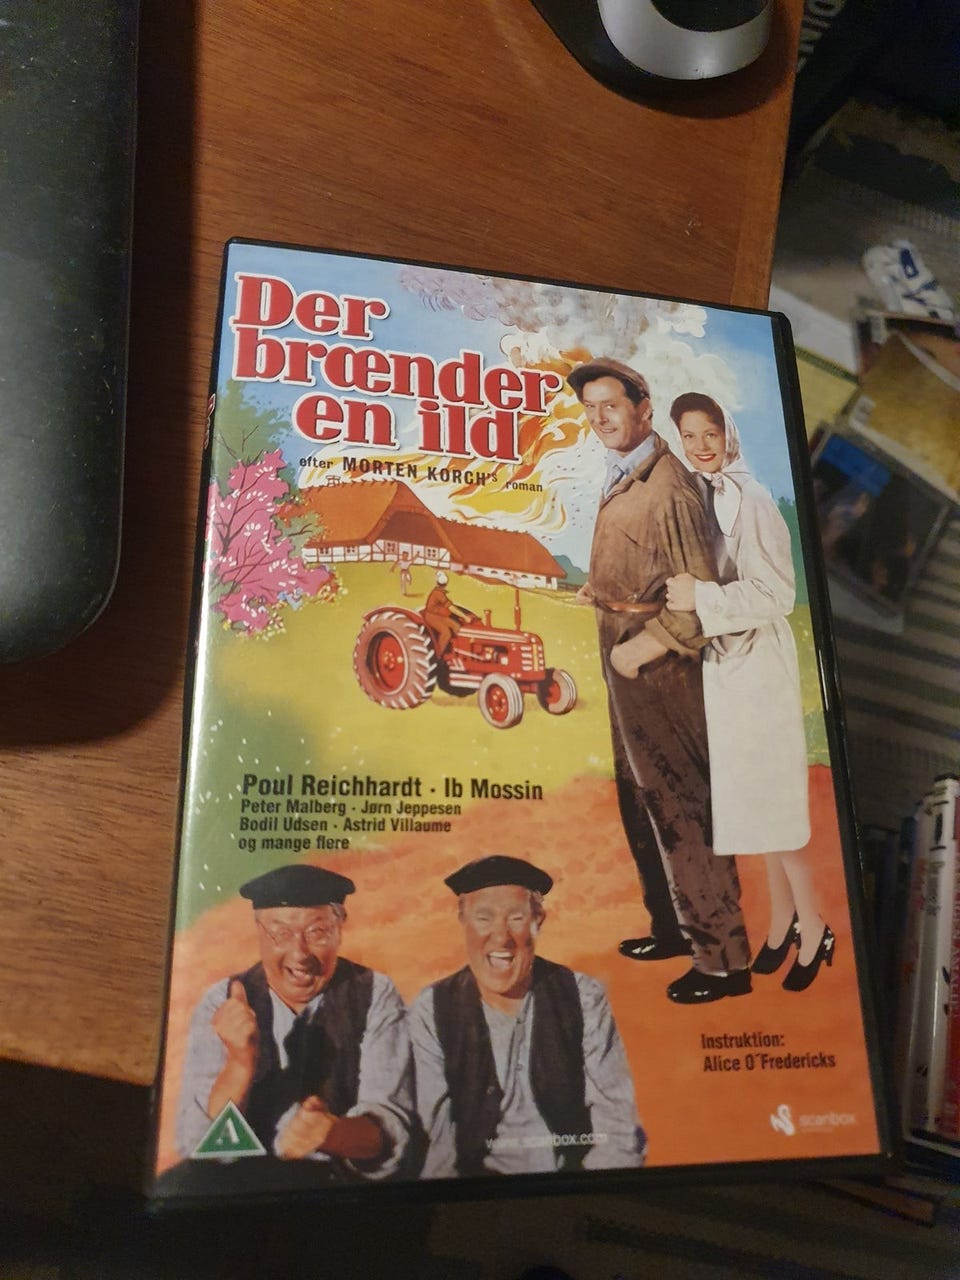 Der
brænder
en ild
efter MORTEN KORCH's roman
Poul Reichhardt · Ib Mossin
Peter Malberg · Jørn Jeppesen
Bodil Udsen · Astrid Villaume
og mange flere
Instruktion:
Alice O´Fredericks
scanbox
www.scanbox.com
A